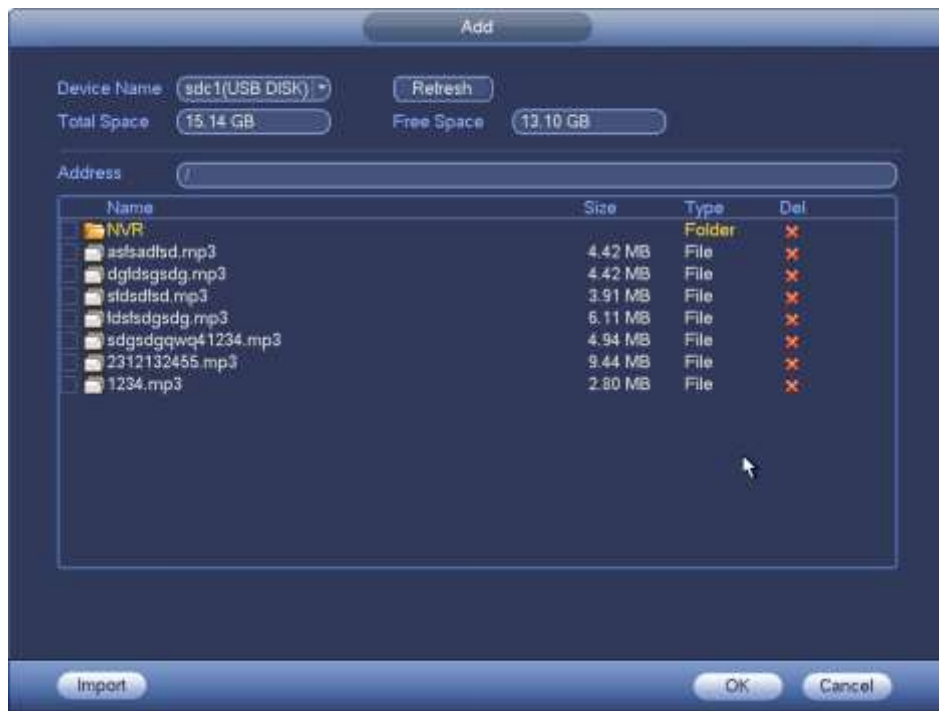 Add
Device Name sdc1(USB DISK) Refresh
Total Space 15.14 GB Free Space 13.10 GB
Address /
Name Size Type Del
NVR Folder
asfsadfsd.mp3 4.42 MB File
dgfdsgsdg.mp3 4.42 MB File
sfdsdfsd.mp3 3.91 MB File
fdsfsdgsdg.mp3 6.11 MB File
sdgsdgqwq41234.mp3 4.94 MB File
2312132455.mp3 9.44 MB File
1234.mp3 2.80 MB File
Import OK Cancel